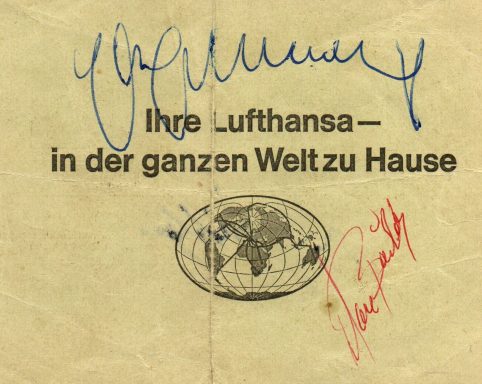 Ihre Lufthansa—
in der ganzen Welt zu Hause